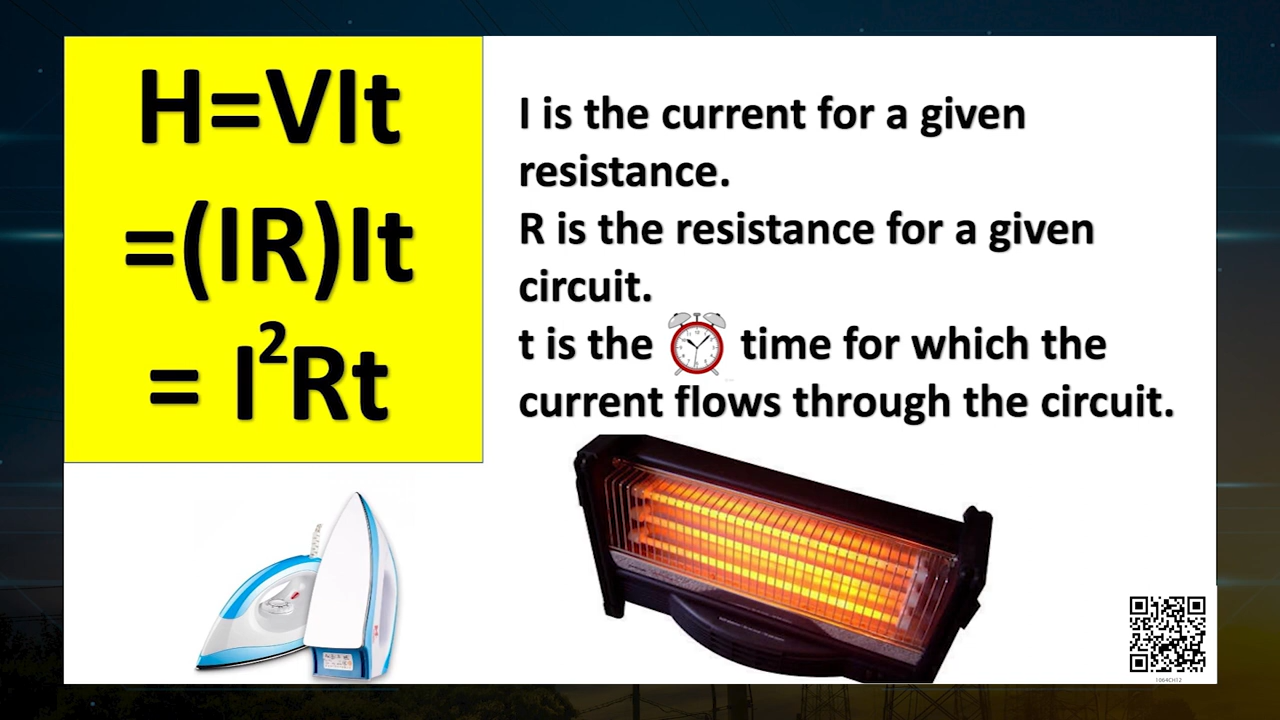 H=VIt
=(IR)It
= I²Rt
I is the current for a given
resistance.
R is the resistance for a given
circuit.
t is the time for which the
current flows through the circuit.
1064CH12